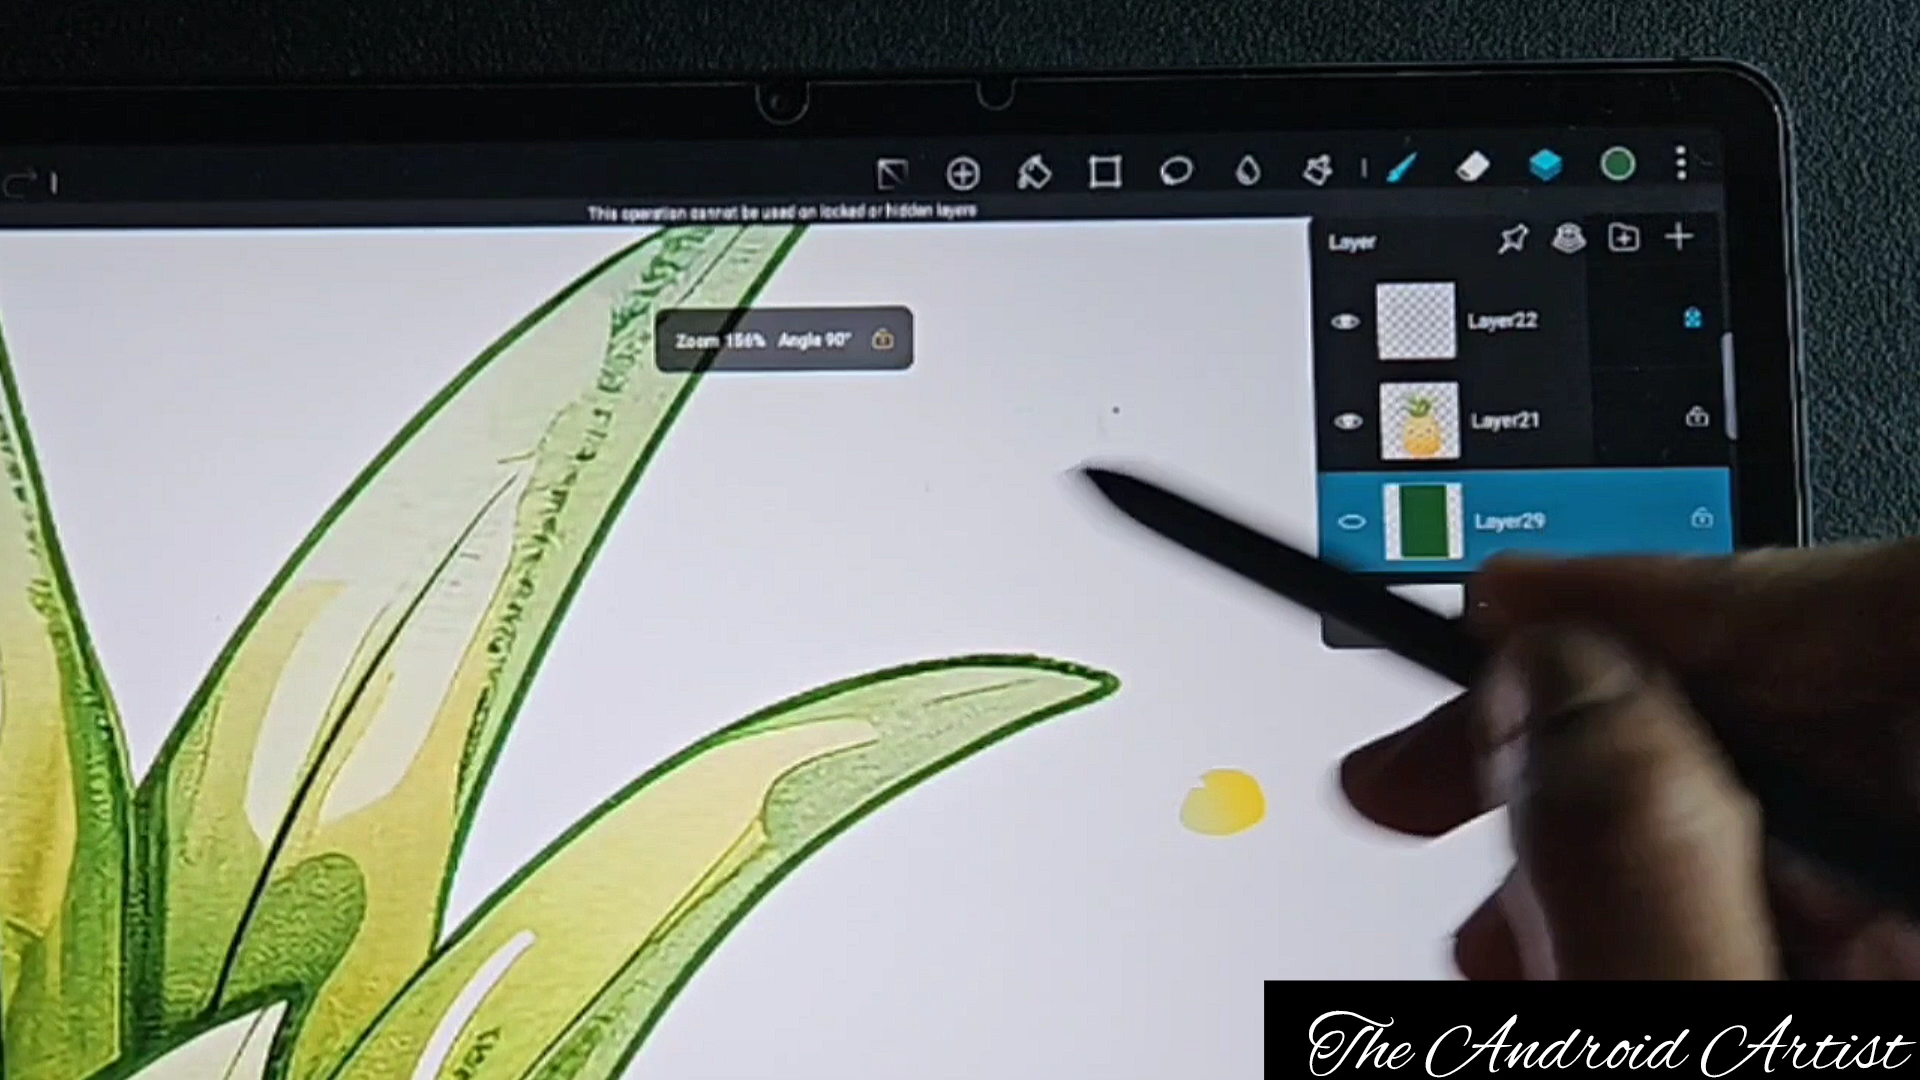 This operation cannot be used on locked or hidden layers
Layer
Zoom 156% Angle 90°
Layer22
Layer21
Layer29
The Android Artist